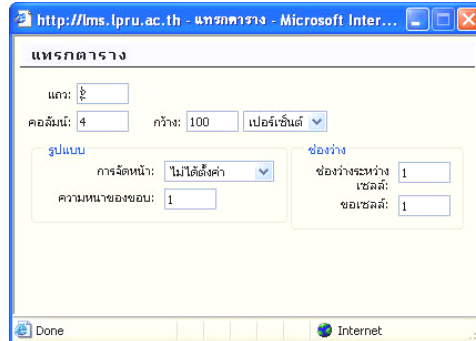 http://lms.lpru.ac.th - แทรกตาราง - Microsoft Inter...
แทรกตาราง
แถว:
คอลัมน์: 4 กว้าง: 100 เปอร์เซ็นต์
รูปแบบ
การจัดหน้า: ไม่ได้ตั้งค่า
ความหนาของขอบ: 1
ช่องว่าง
ช่องว่างระหว่าง 1
เซลล์:
ขอเซลล์: 1
Done Internet